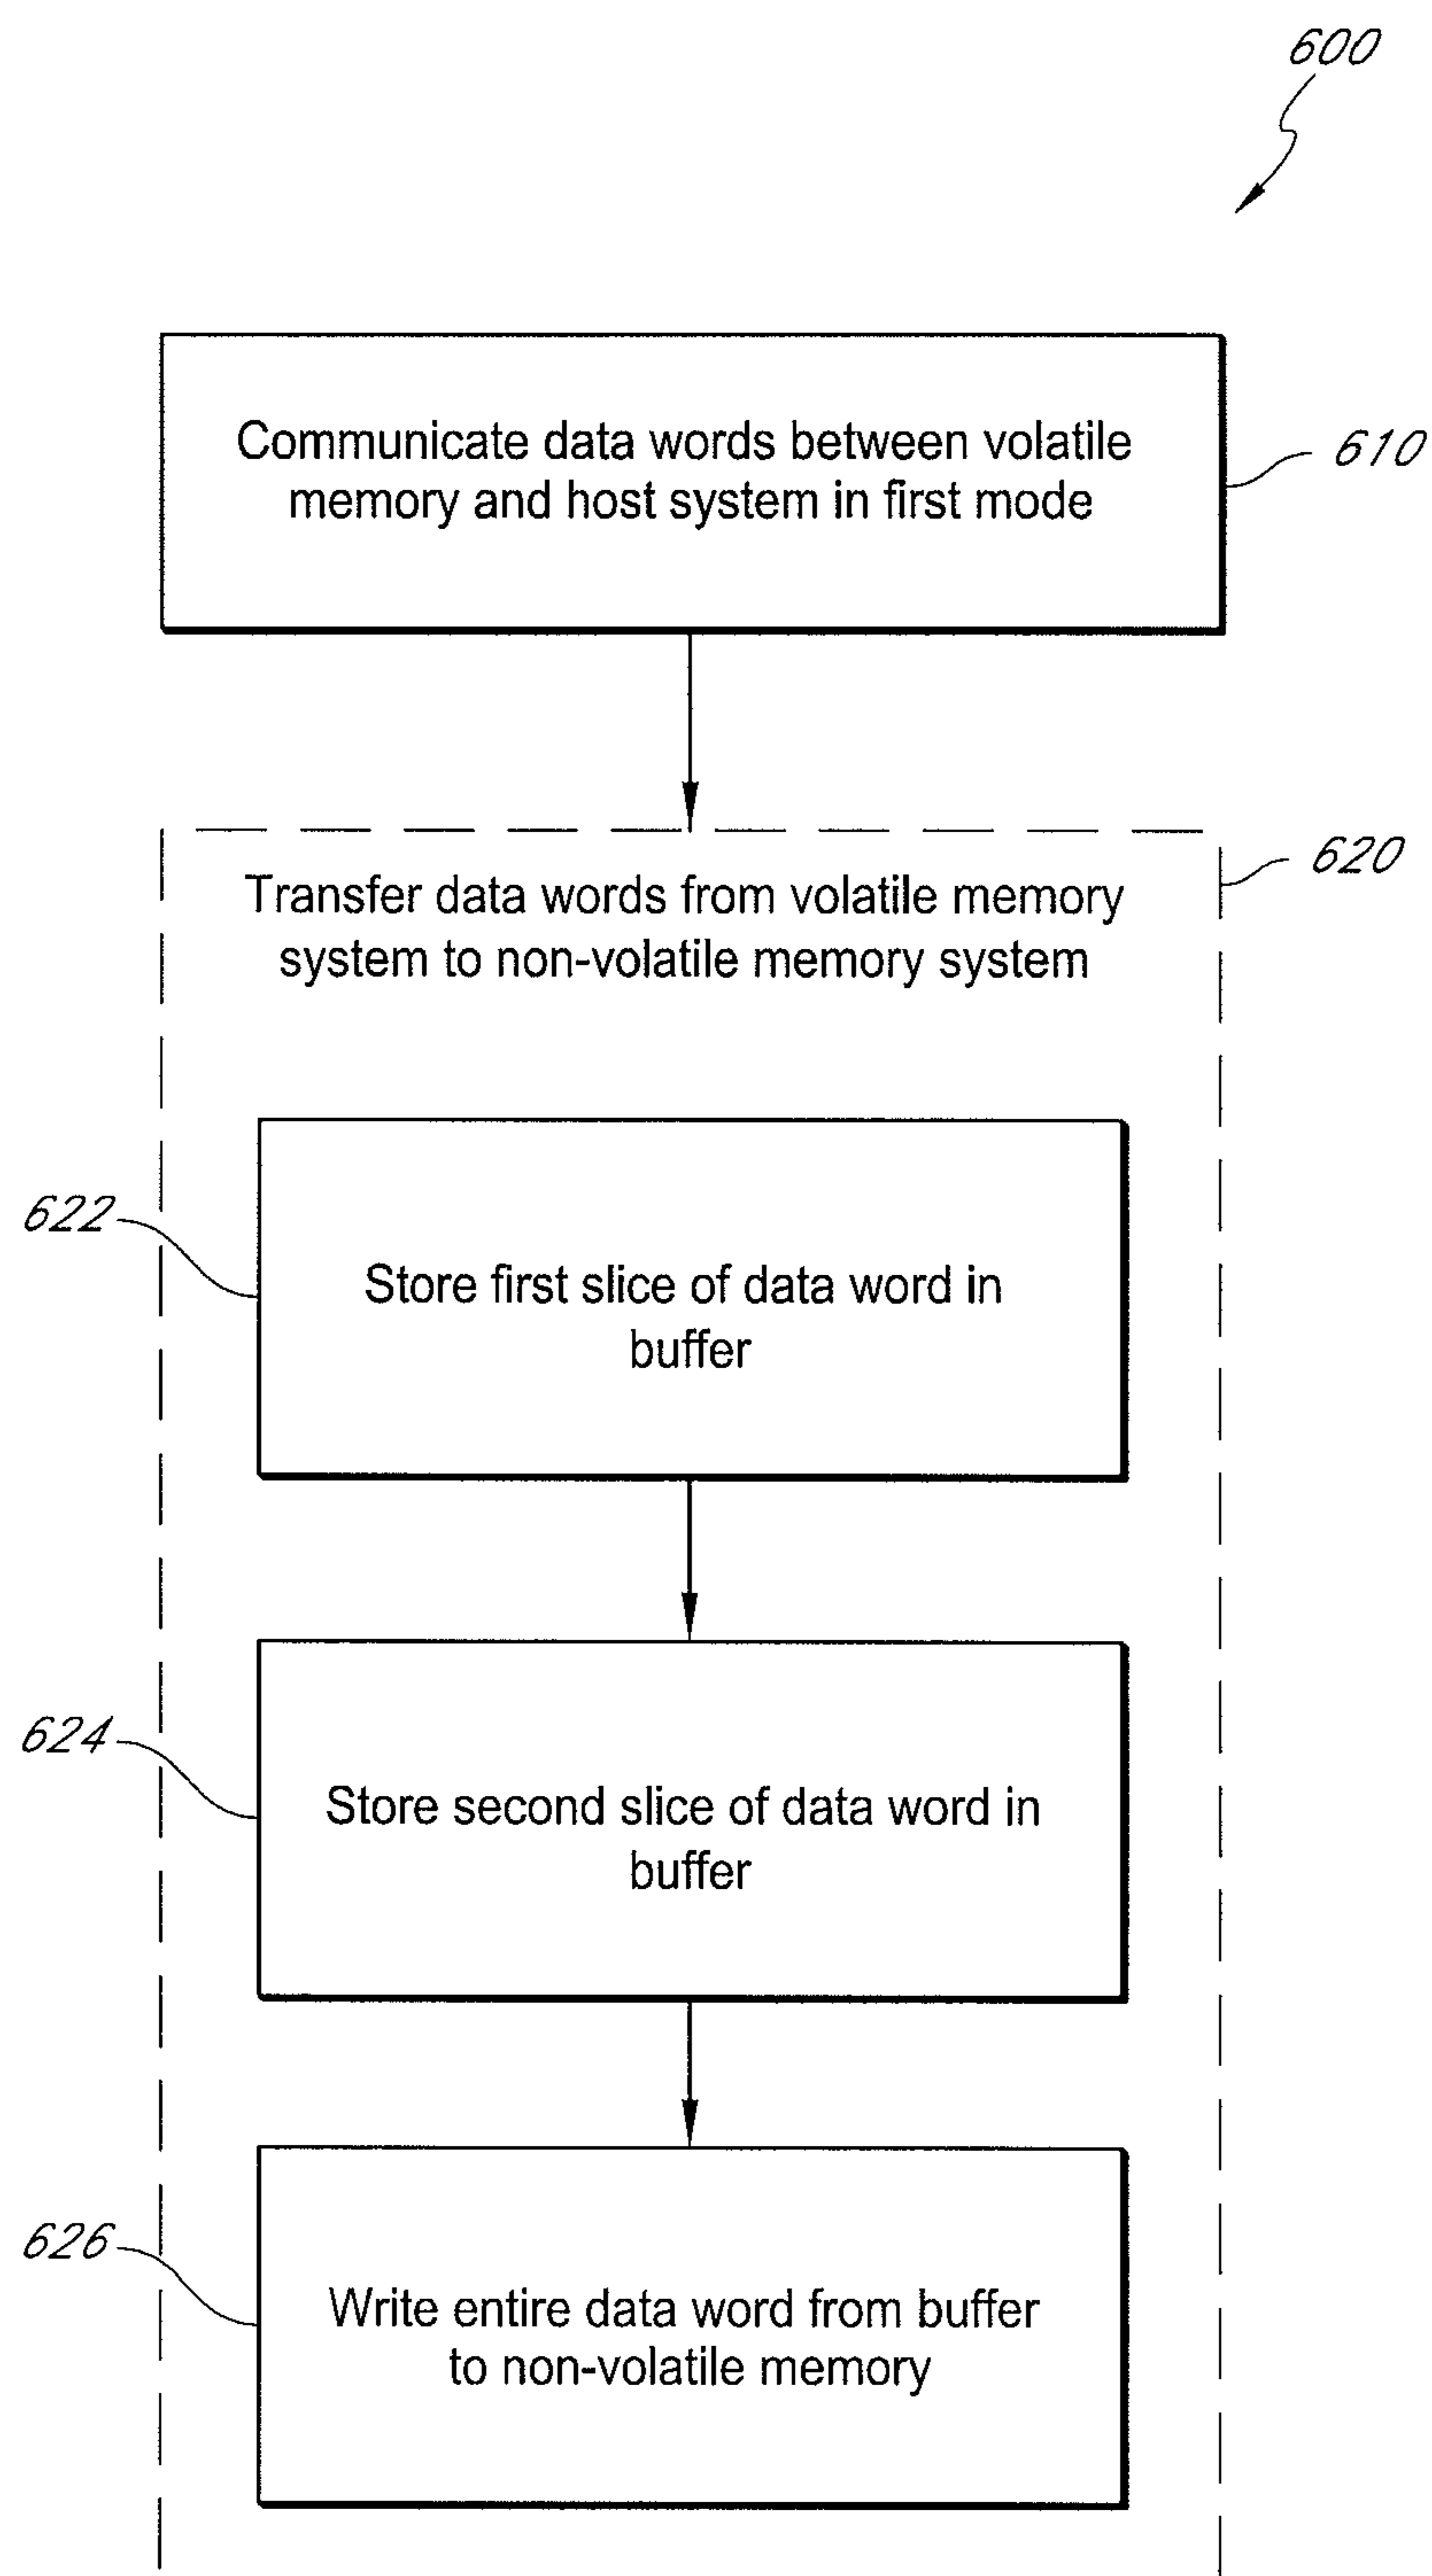 600
Communicate data words between volatile
memory and host system in first mode
610
620
Transfer data words from volatile memory
system to non-volatile memory system
622
Store first slice of data word in
buffer
624
Store second slice of data word in
buffer
626
Write entire data word from buffer
to non-volatile memory